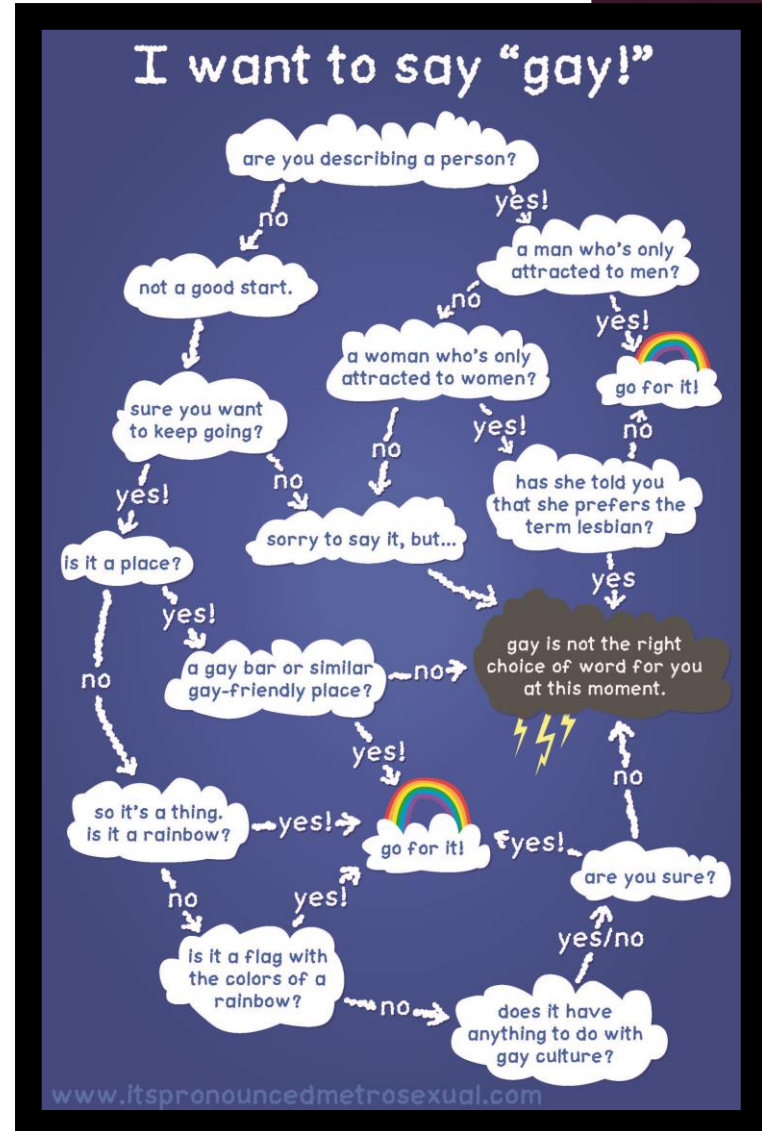 I want to say “gay!”
are you describing a person?
no
yes!
not a good start.
a man who's only
attracted to men?
no
yes!
a woman who's only
attracted to women?
go for it!
sure you want
to keep going?
no
yes!
no
has she told you
that she prefers the
term lesbian?
yes!
no
sorry to say it, but...
is it a place?
yes
yes!
a gay bar or similar
gay-friendly place?
no
gay is not the right
choice of word for you
at this moment.
no
yes!
so it's a thing.
is it a rainbow?
yes!
go for it!
yes!
no
are you sure?
no
yes!
yes/no
is it a flag with
the colors of a
rainbow?
no
does it have
anything to do with
gay culture?
www.itspronouncedmetrosexual.com